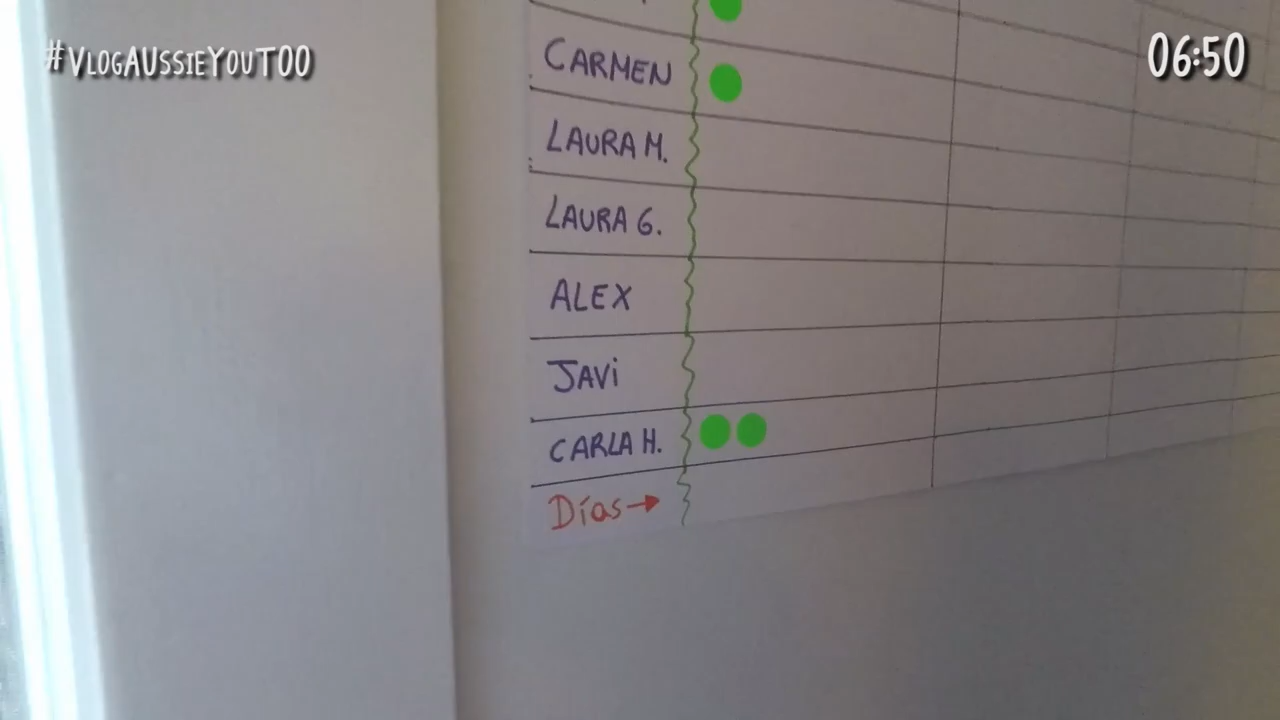 #VLOGAUSSIEYOUTOO
06:50
CARMEN
LAURA M.
LAURA G.
ALEX
JAVi
CARLA H.
Días→